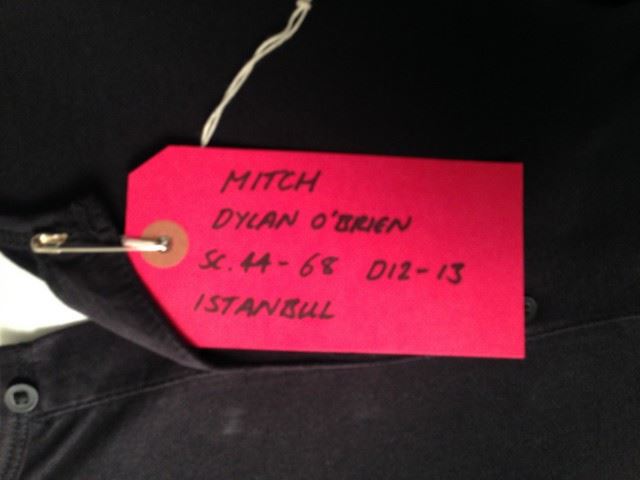 MITCH
DYLAN O'BRIEN
SC. 44-68 D12-13
ISTANBUL